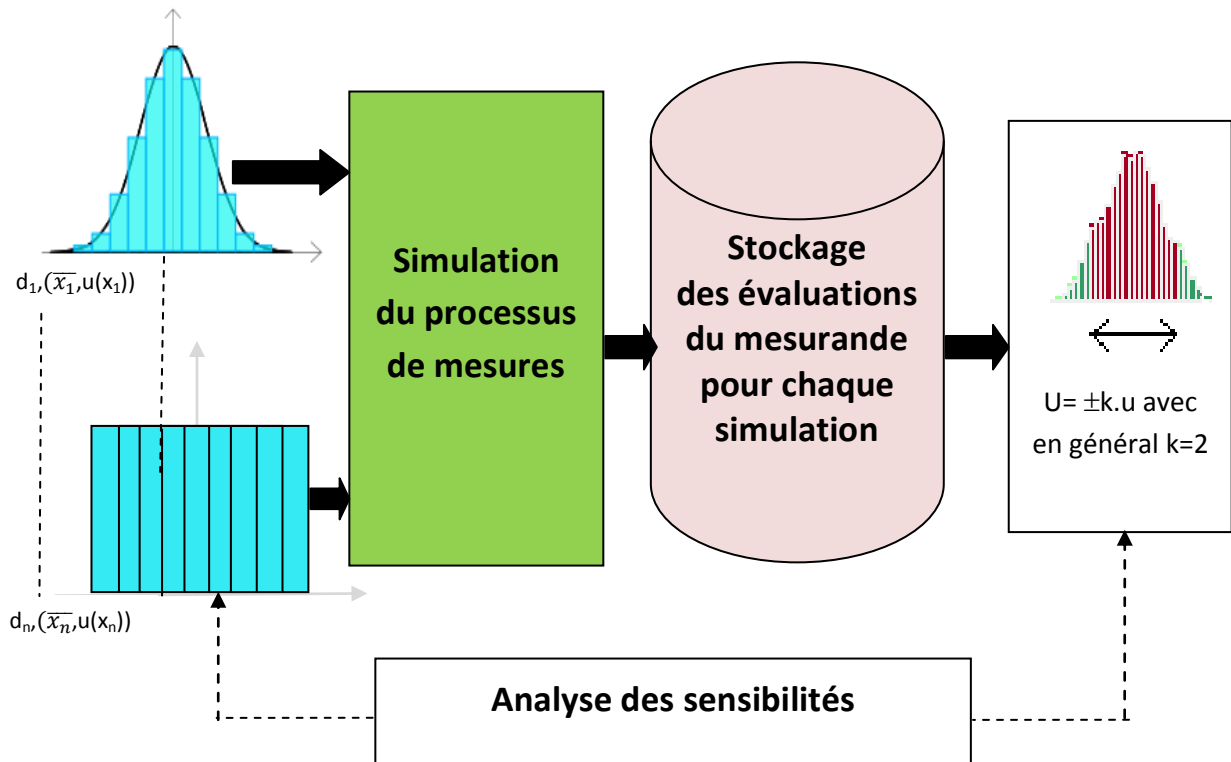 d₁,(x̅₁,u(x₁))
dₙ,(x̅ₙ,u(xₙ))
Simulation
du processus
de mesures
Stockage
des évaluations
du mesurande
pour chaque
simulation
U= ±k.u avec
en général k=2
Analyse des sensibilités